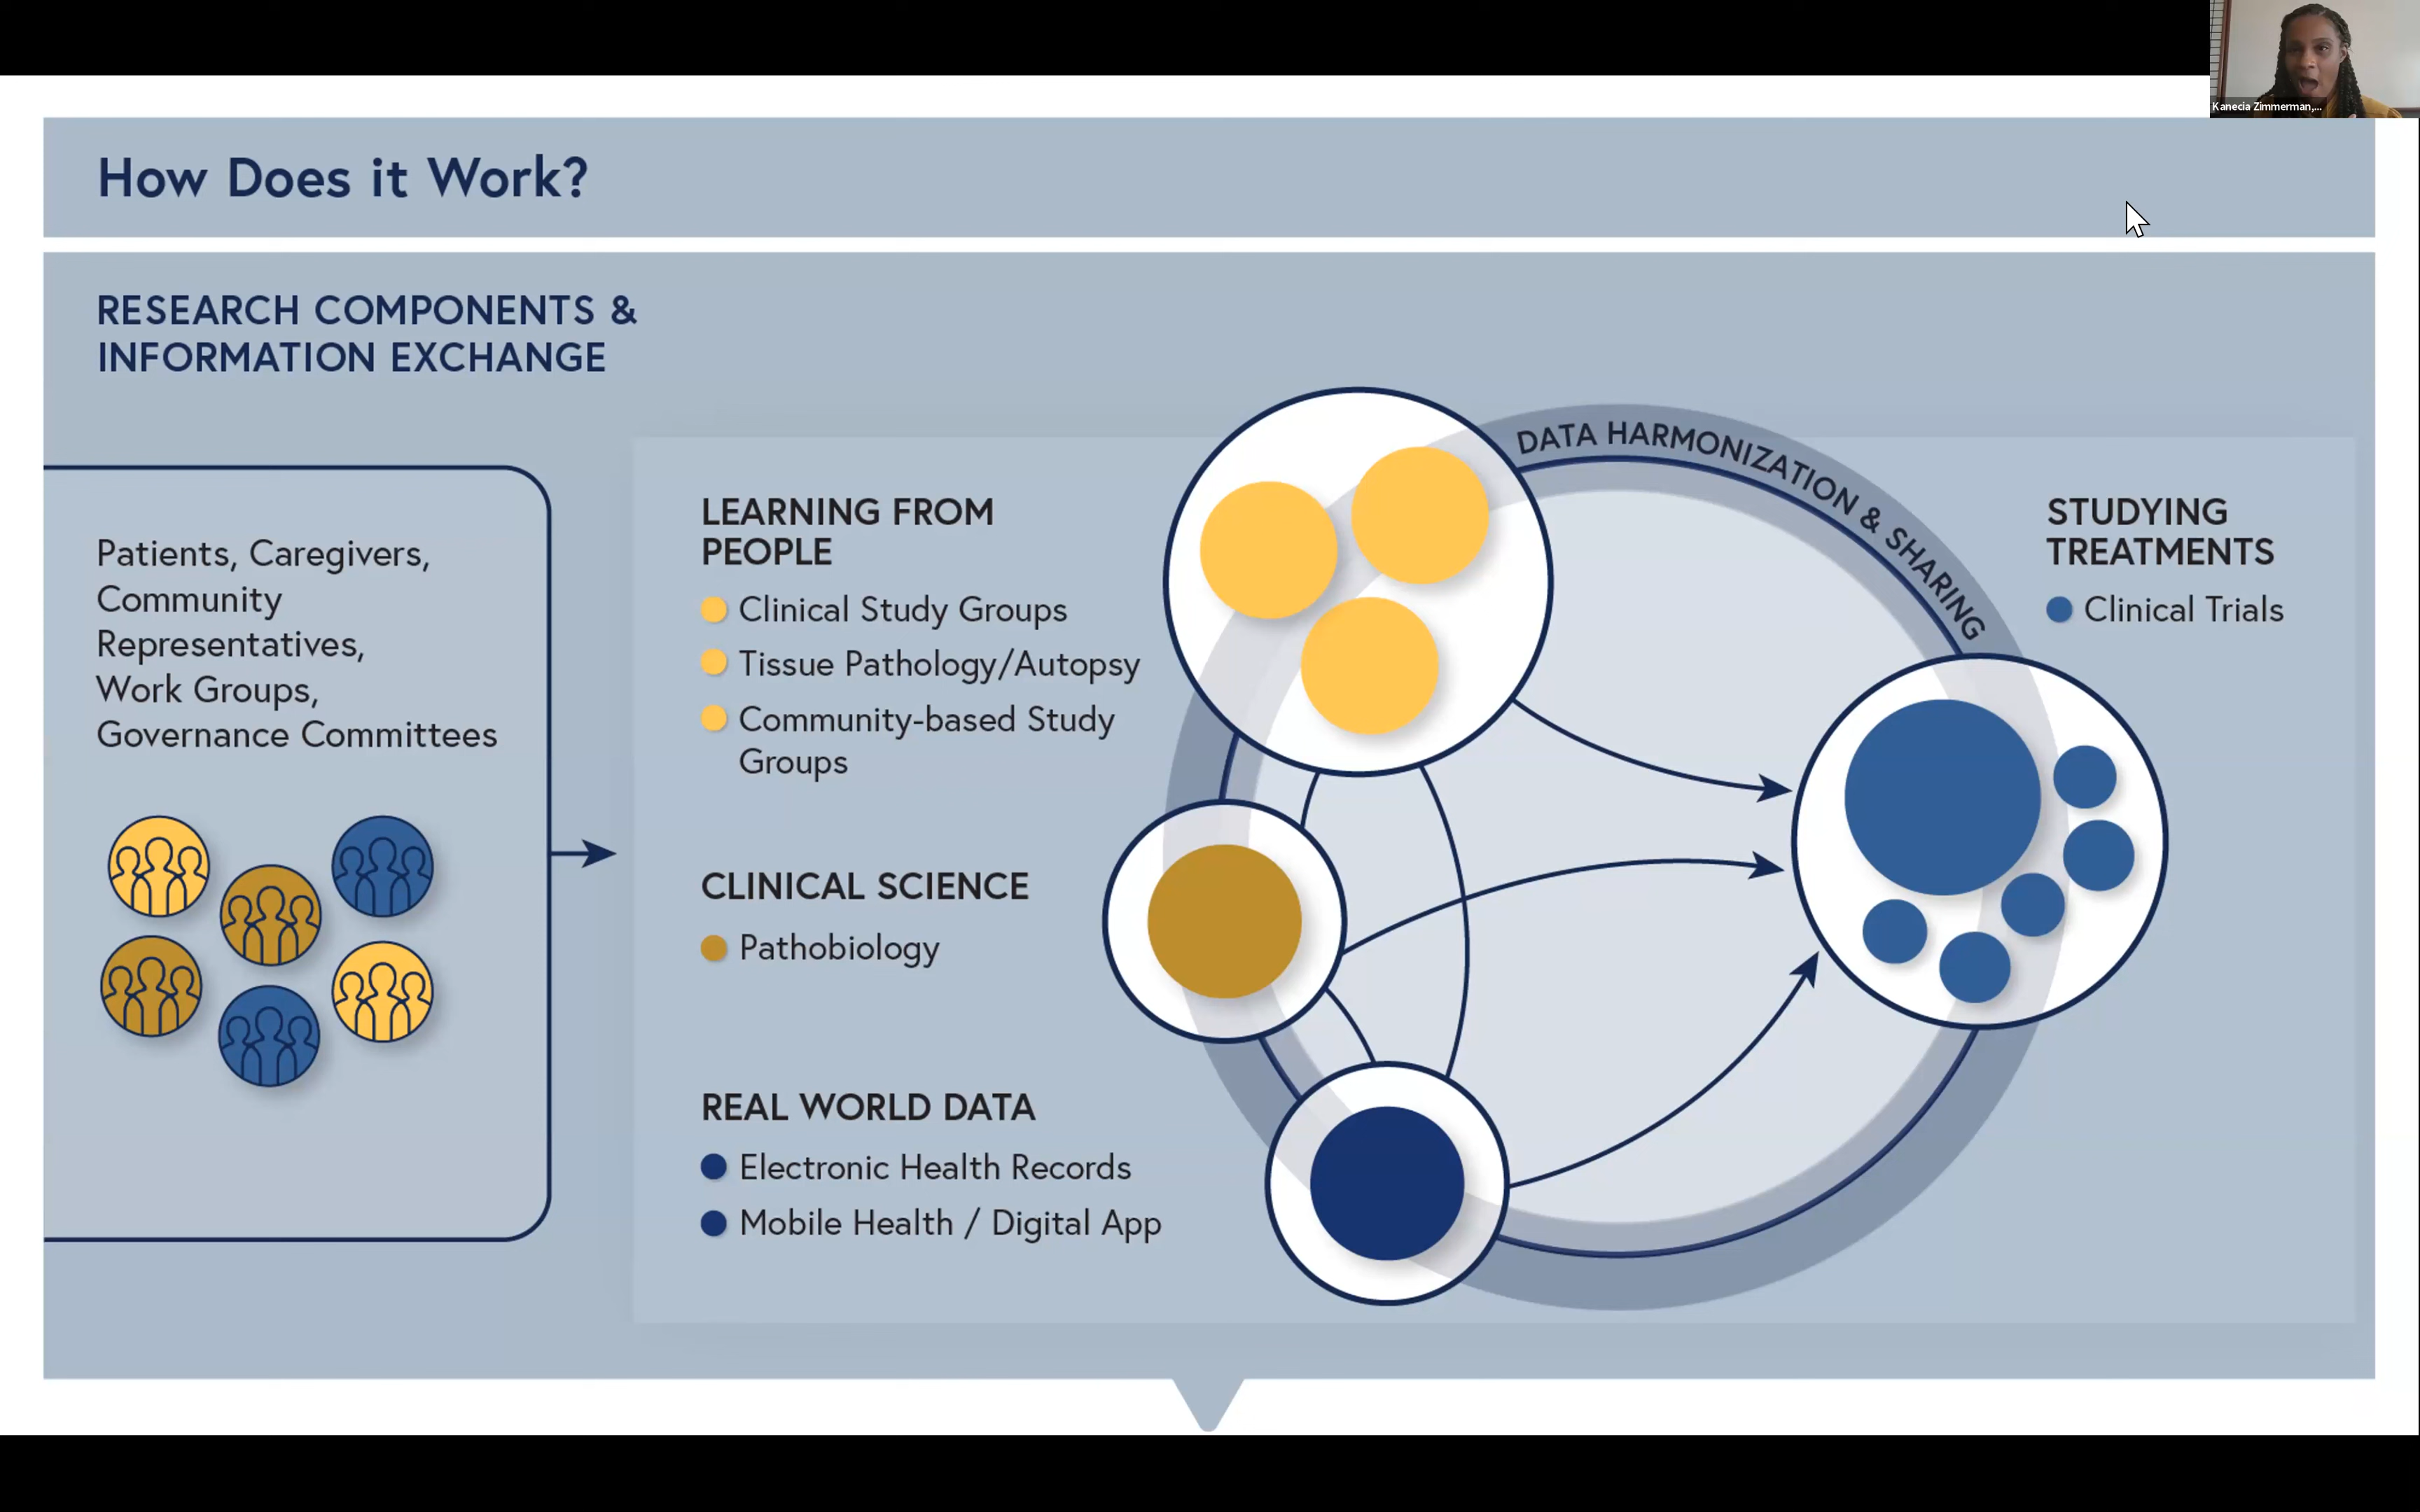 Kanecia Zimmerman,...
How Does it Work?
RESEARCH COMPONENTS &
INFORMATION EXCHANGE
Patients, Caregivers,
Community
Representatives,
Work Groups,
Governance Committees
LEARNING FROM
PEOPLE
Clinical Study Groups
Tissue Pathology/Autopsy
Community-based Study
Groups
CLINICAL SCIENCE
Pathobiology
REAL WORLD DATA
Electronic Health Records
Mobile Health / Digital App
DATA HARMONIZATION & SHARING
STUDYING
TREATMENTS
Clinical Trials